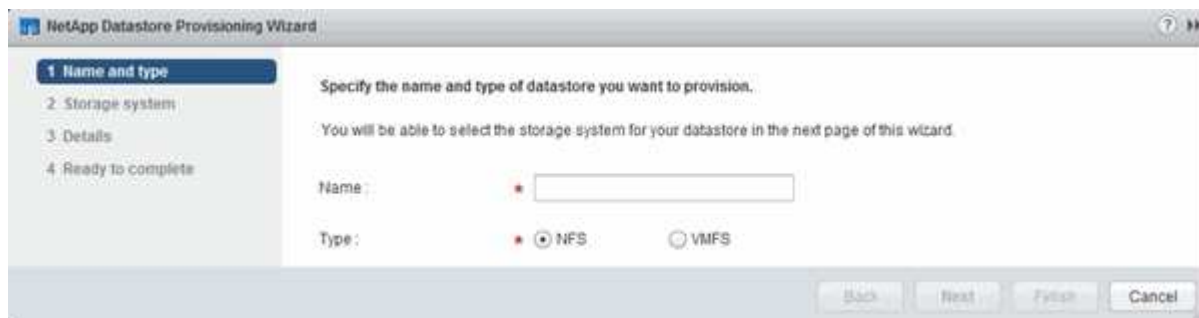 NetApp Datastore Provisioning Wizard
?
1 Name and type
2 Storage system
3 Details
4 Ready to complete
Specify the name and type of datastore you want to provision.
You will be able to select the storage system for your datastore in the next page of this wizard.
Name : *
Type : * NFS VMFS
Back Next Finish Cancel